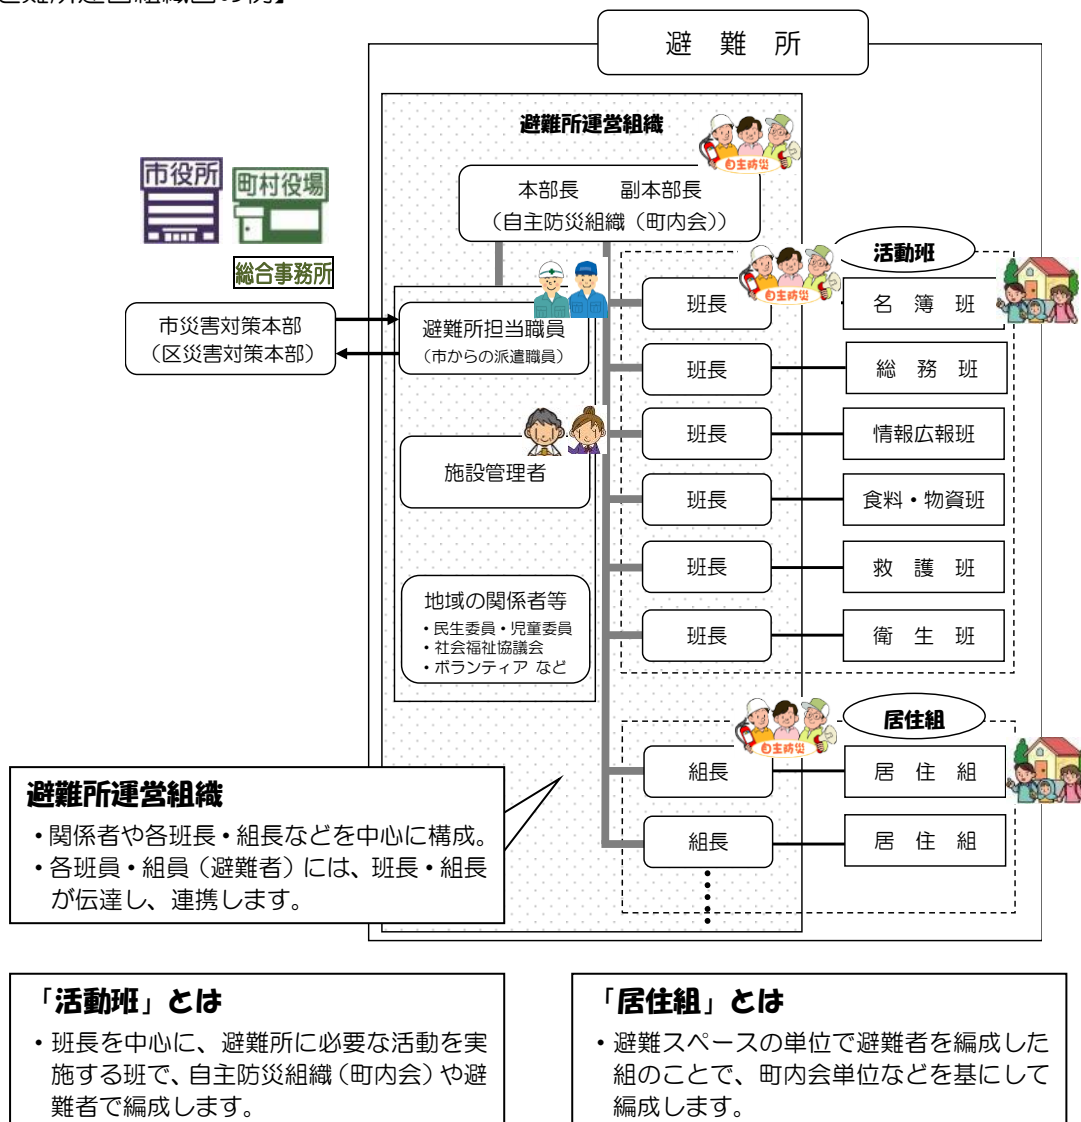 避難所
避難所運営組織
自主防災
市役所
町村役場
総合事務所
本部長 副本部長
（自主防災組織（町内会））
市災害対策本部
（区災害対策本部）
避難所担当職員
（市からの派遣職員）
施設管理者
地域の関係者等
・民生委員・児童委員
・社会福祉協議会
・ボランティア など
活動班
自主防災
班長 名簿班
班長 総務班
班長 情報広報班
班長 食料・物資班
班長 救護班
班長 衛生班
居住組
自主防災
組長 居住組
組長 居住組
避難所運営組織
・関係者や各班長・組長などを中心に構成。
・各班員・組員（避難者）には、班長・組長
が伝達し、連携します。
「活動班」とは
・班長を中心に、避難所に必要な活動を実
施する班で、自主防災組織（町内会）や避
難者で編成します。
「居住組」とは
・避難スペースの単位で避難者を編成した
組のことで、町内会単位などを基にして
編成します。